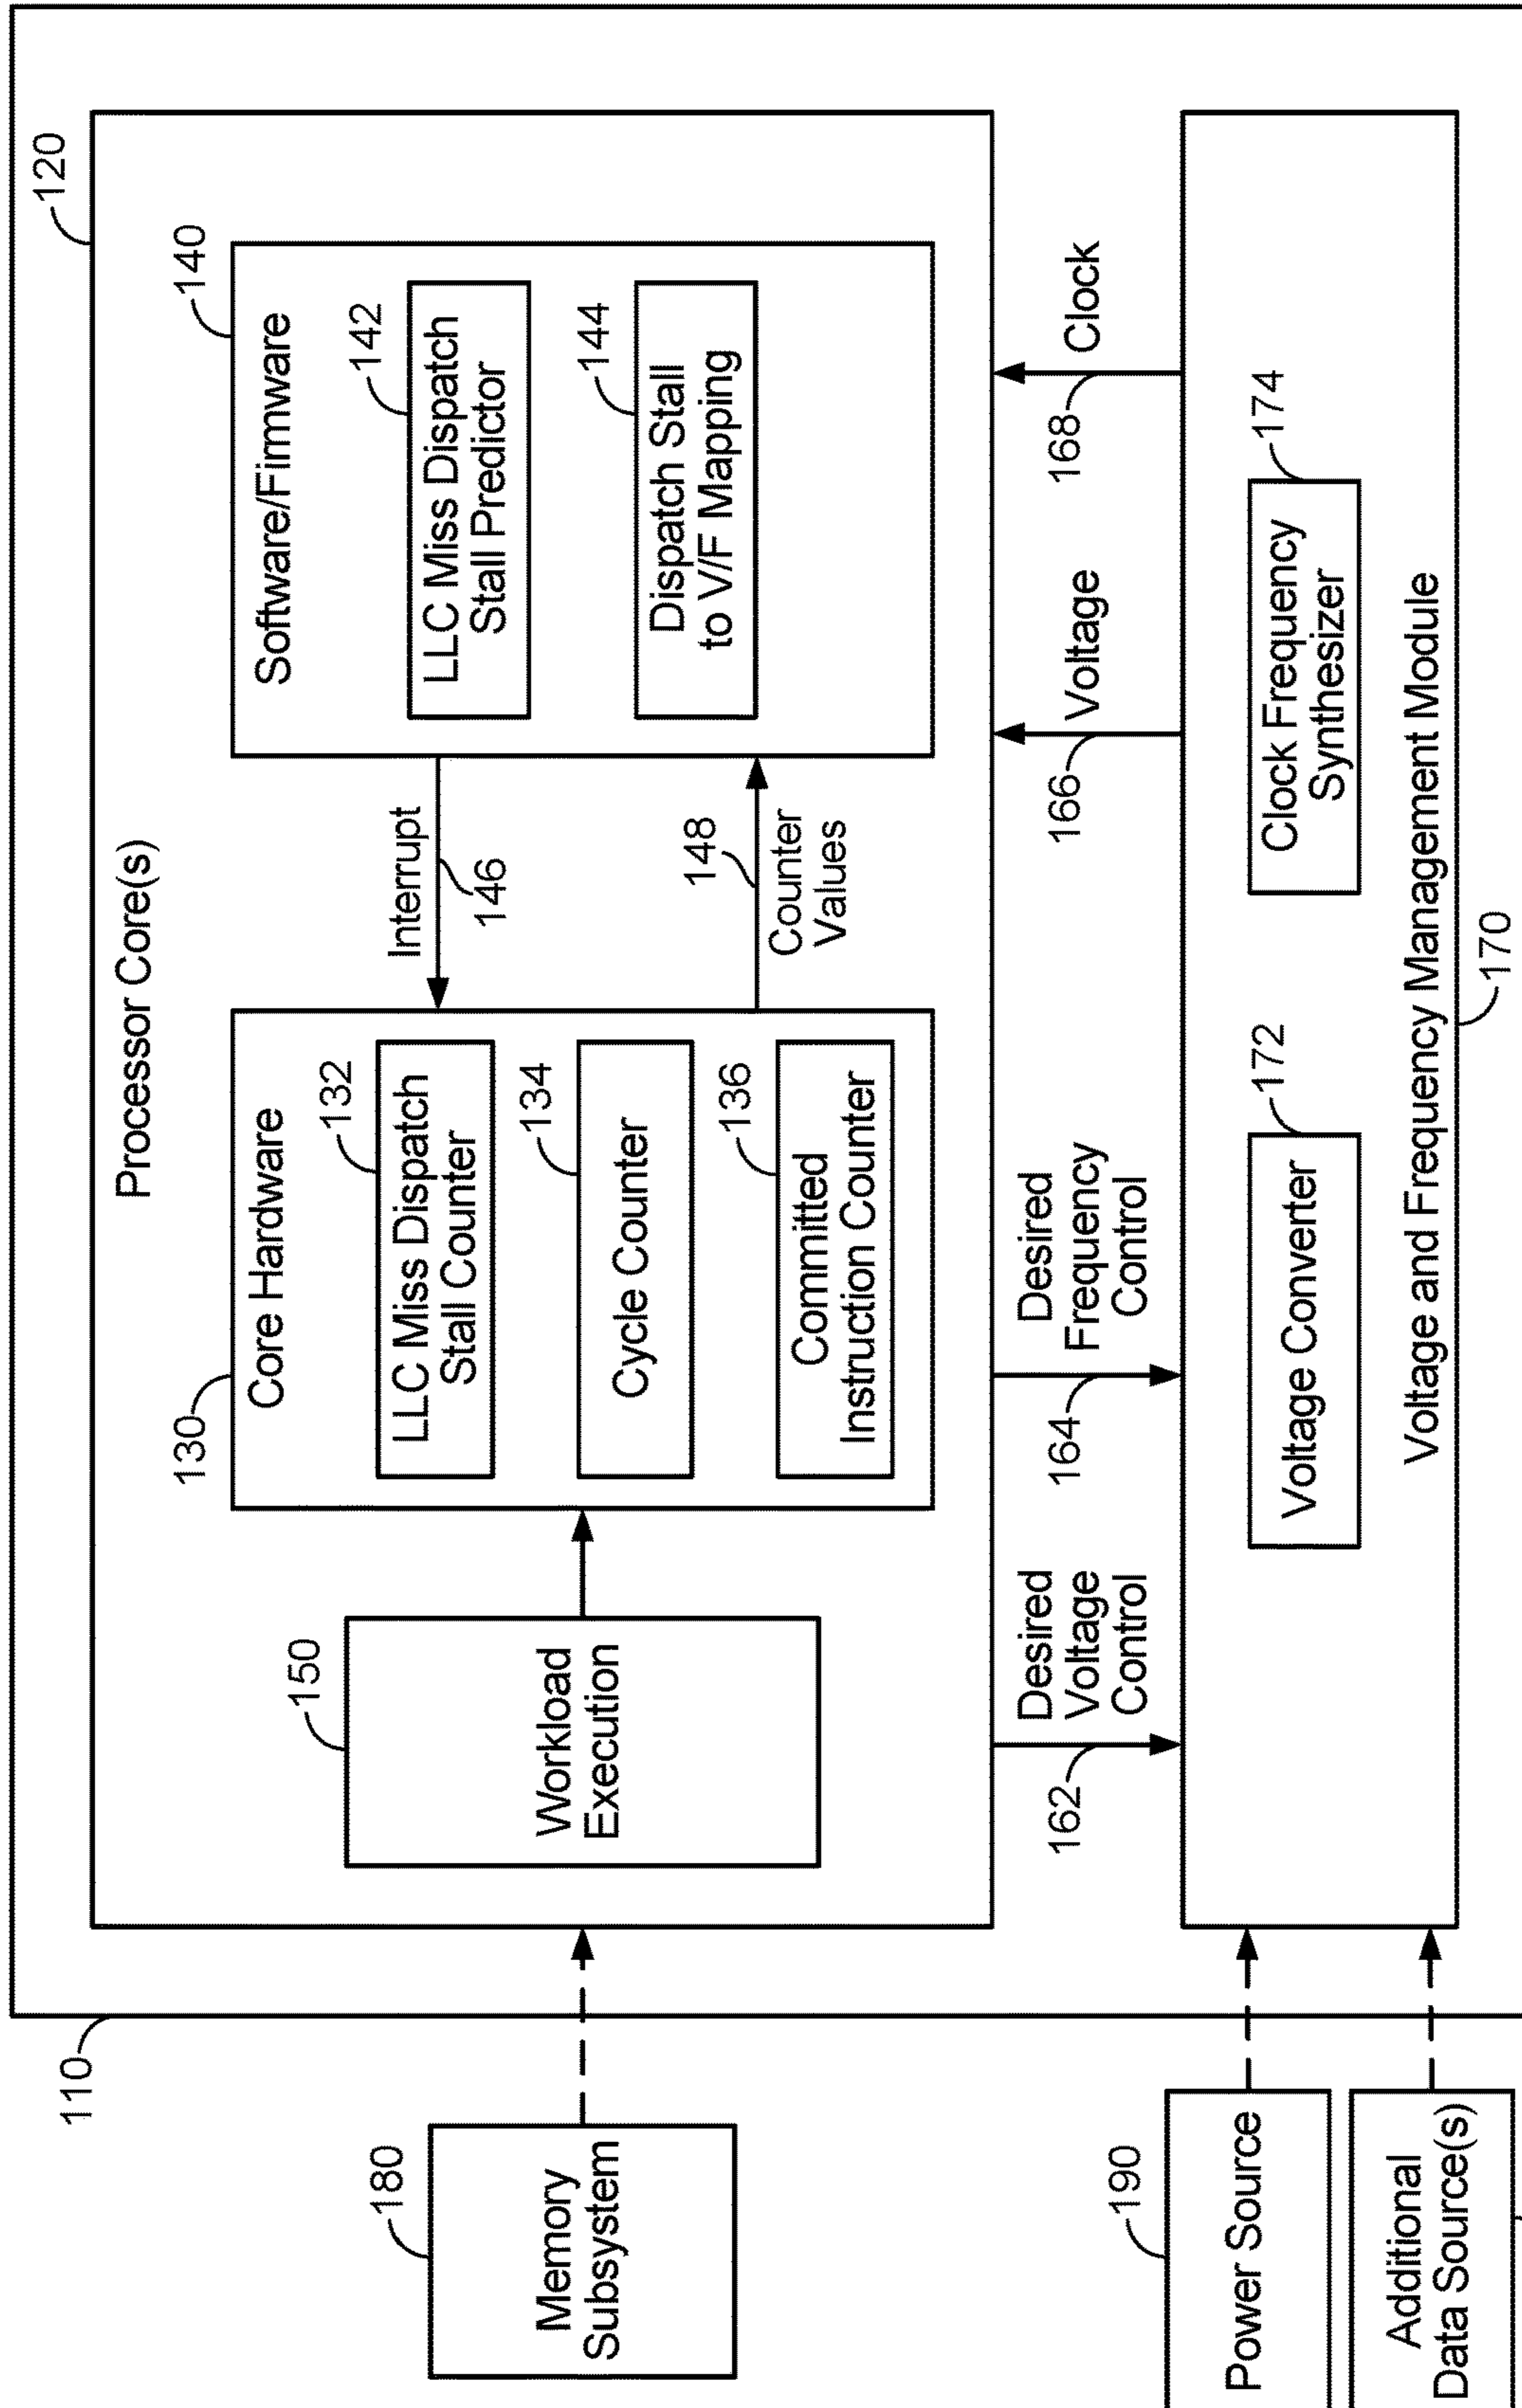 110
120
Processor Core(s)
180
Memory
Subsystem
150
Workload
Execution
130
Core Hardware
132
LLC Miss Dispatch
Stall Counter
134
Cycle Counter
136
Committed
Instruction Counter
Interrupt
146
148
Counter
Values
140
Software/Firmware
142
LLC Miss Dispatch
Stall Predictor
144
Dispatch Stall
to V/F Mapping
162
Desired
Voltage
Control
164
Desired
Frequency
Control
166
Voltage
168
Clock
190
Power Source
Additional
Data Source(s)
172
Voltage Converter
174
Clock Frequency
Synthesizer
Voltage and Frequency Management Module
170